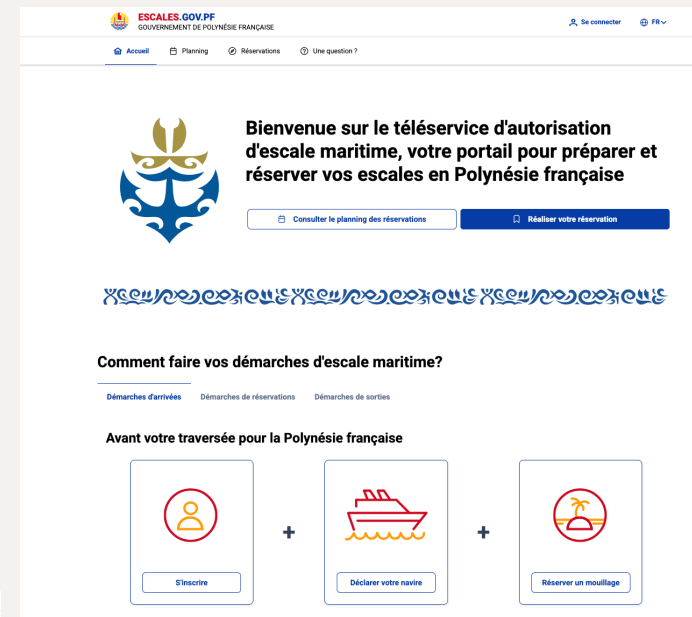 ESCALES.GOV.PF
GOUVERNEMENT DE POLYNÉSIE FRANÇAISE
Se connecter
FR
Accueil
Planning
Réservations
Une question ?
Bienvenue sur le téléservice d'autorisation
d'escale maritime, votre portail pour préparer et
réserver vos escales en Polynésie française
Consulter le planning des réservations
Réaliser votre réservation
Comment faire vos démarches d'escale maritime?
Démarches d'arrivées
Démarches de réservations
Démarches de sorties
Avant votre traversée pour la Polynésie française
+
+
S'inscrire
Déclarer votre navire
Réserver un mouillage